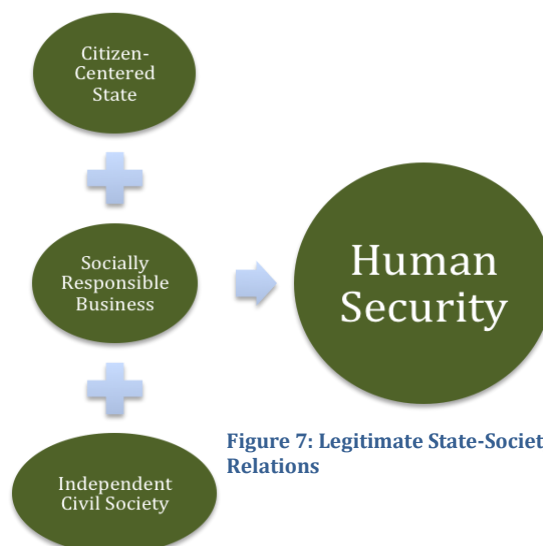 Citizen-
Centered
State
Socially
Responsible
Business
Human
Security
Figure 7: Legitimate State-Societ
Relations
Independent
Civil Society